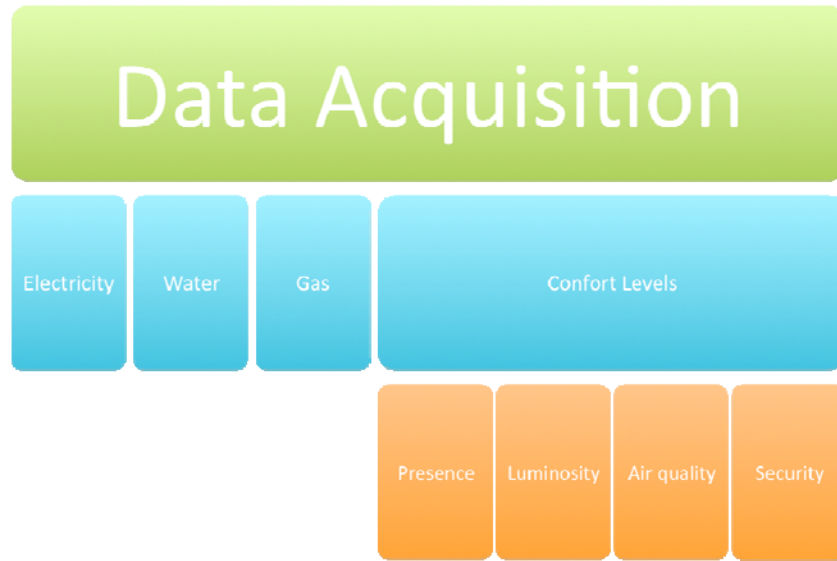 Data Acquisition
Electricity
Water
Gas
Confort Levels
Presence
Luminosity
Air quality
Security